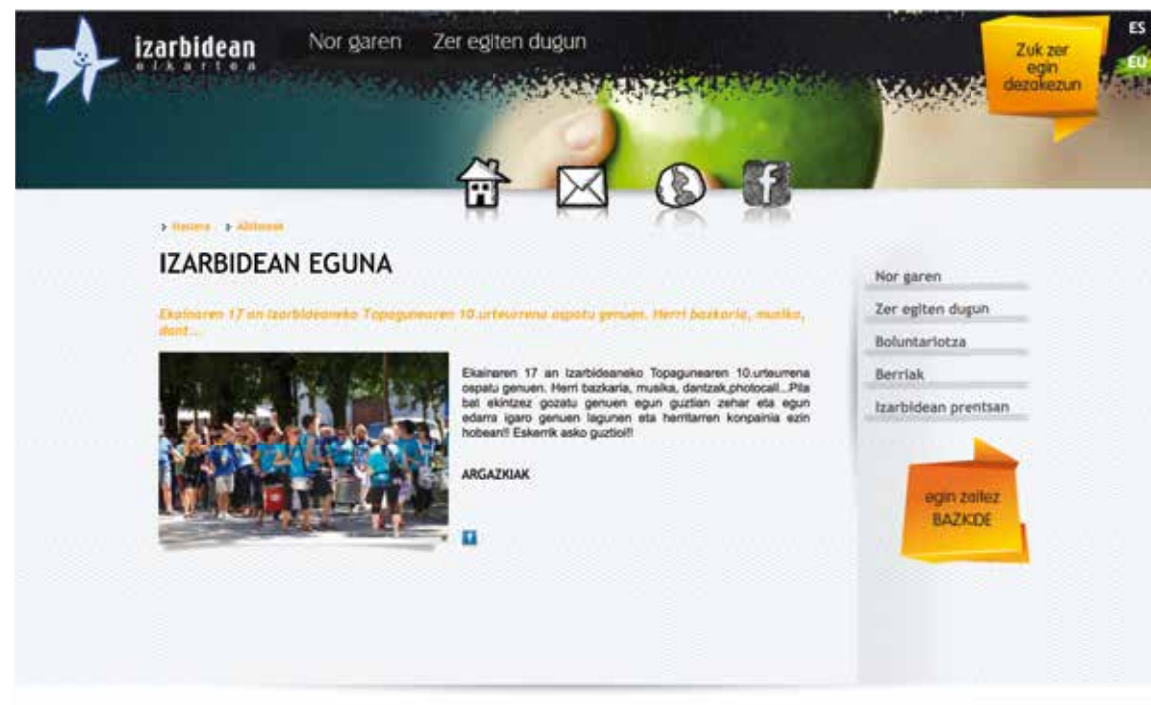 izarbidean
elkartea
Nor garen
Zer egiten dugun
Zuk zer
egin
dezakezun
ES
EU
Hasiera
IZARBIDEAN EGUNA
Ekainaren 17 an Izarbideaneko Topagunearen 10.urteurrena ospatu genuen. Herri bazkaria, musika,
dant...
Ekainaren 17 an Izarbideaneko Topagunearen 10.urteurrena
ospatu genuen. Herri bazkaria, musika, dantzak,photocall...Pila
bat ekintzez gozatu genuen egun guztian zehar eta egun
ederra igaro genuen lagunen eta herritarren konpainia ezin
hobean!! Eskerrik asko guztioi!!
ARGAZKIAK
Nor garen
Zer egiten dugun
Boluntariotza
Berriak
Izarbidean prentsan
egin zaitez
BAZKIDE